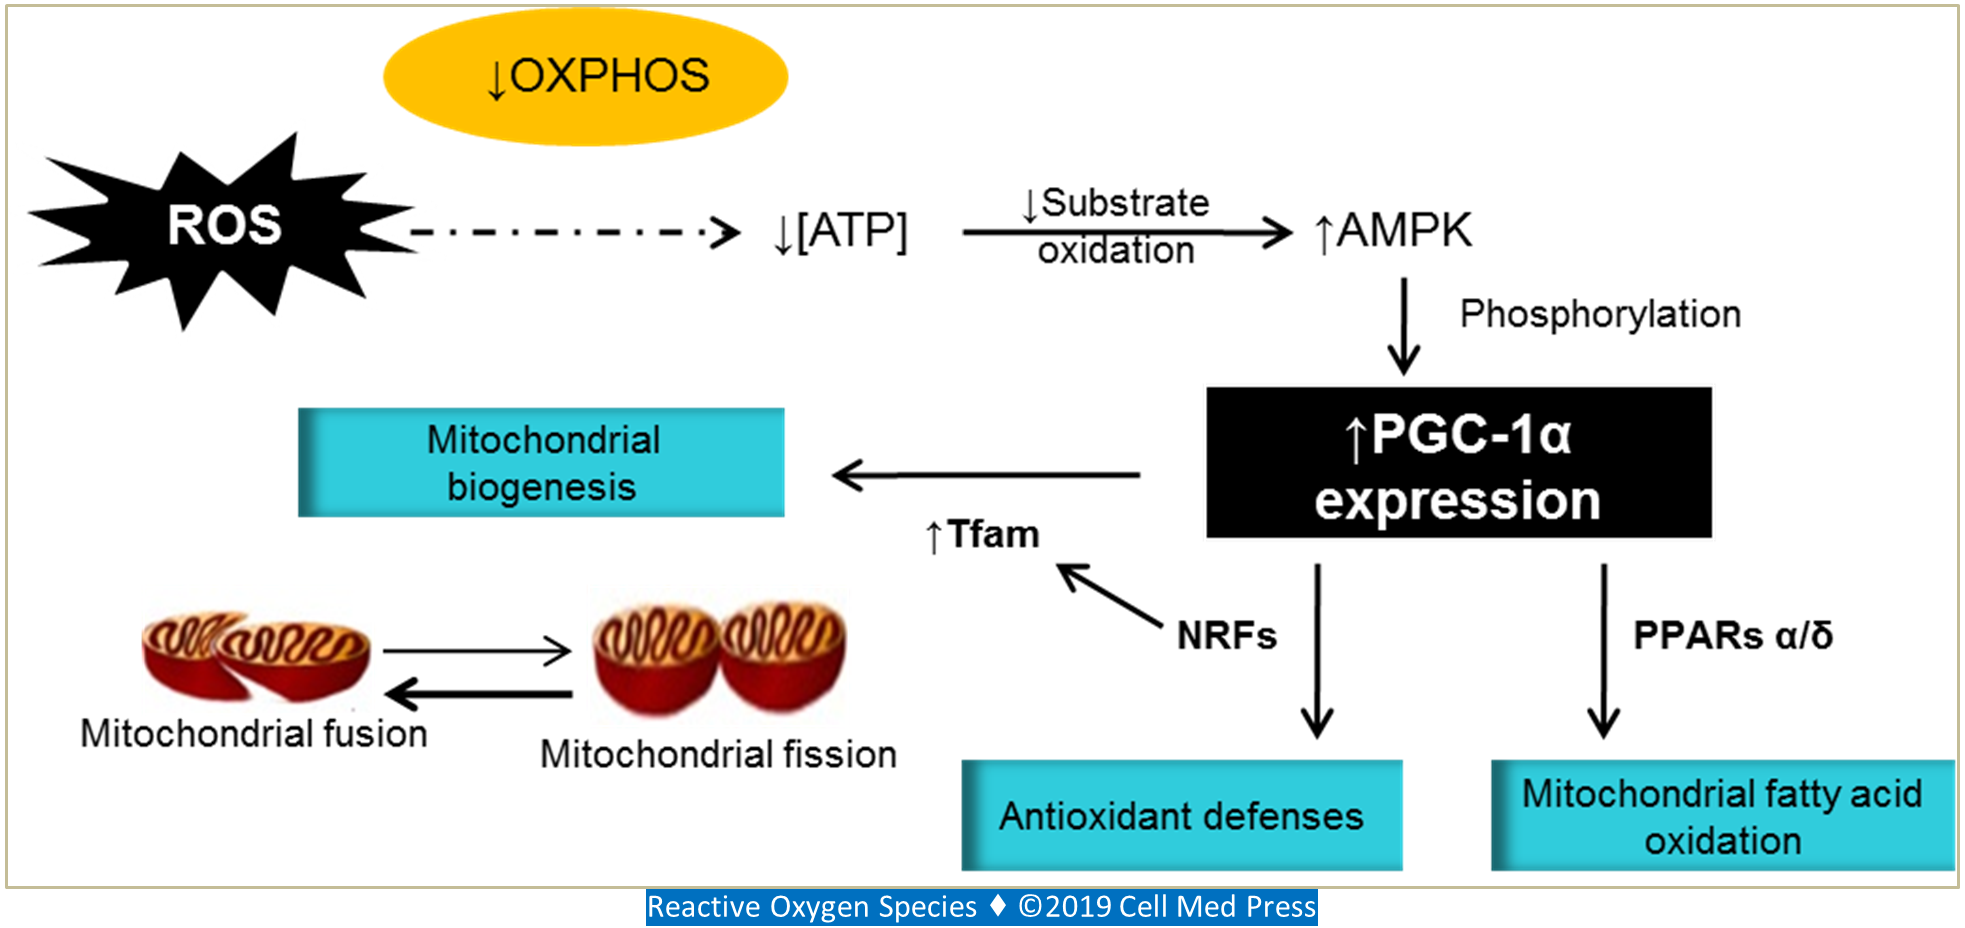 ↓OXPHOS
ROS
↓[ATP]
↓Substrate
oxidation
↑AMPK
Phosphorylation
↑PGC-1α
expression
Mitochondrial
biogenesis
↑Tfam
NRFs
PPARs α/δ
Mitochondrial fusion
Mitochondrial fission
Antioxidant defenses
Mitochondrial fatty acid
oxidation
Reactive Oxygen Species ♦ ©2019 Cell Med Press